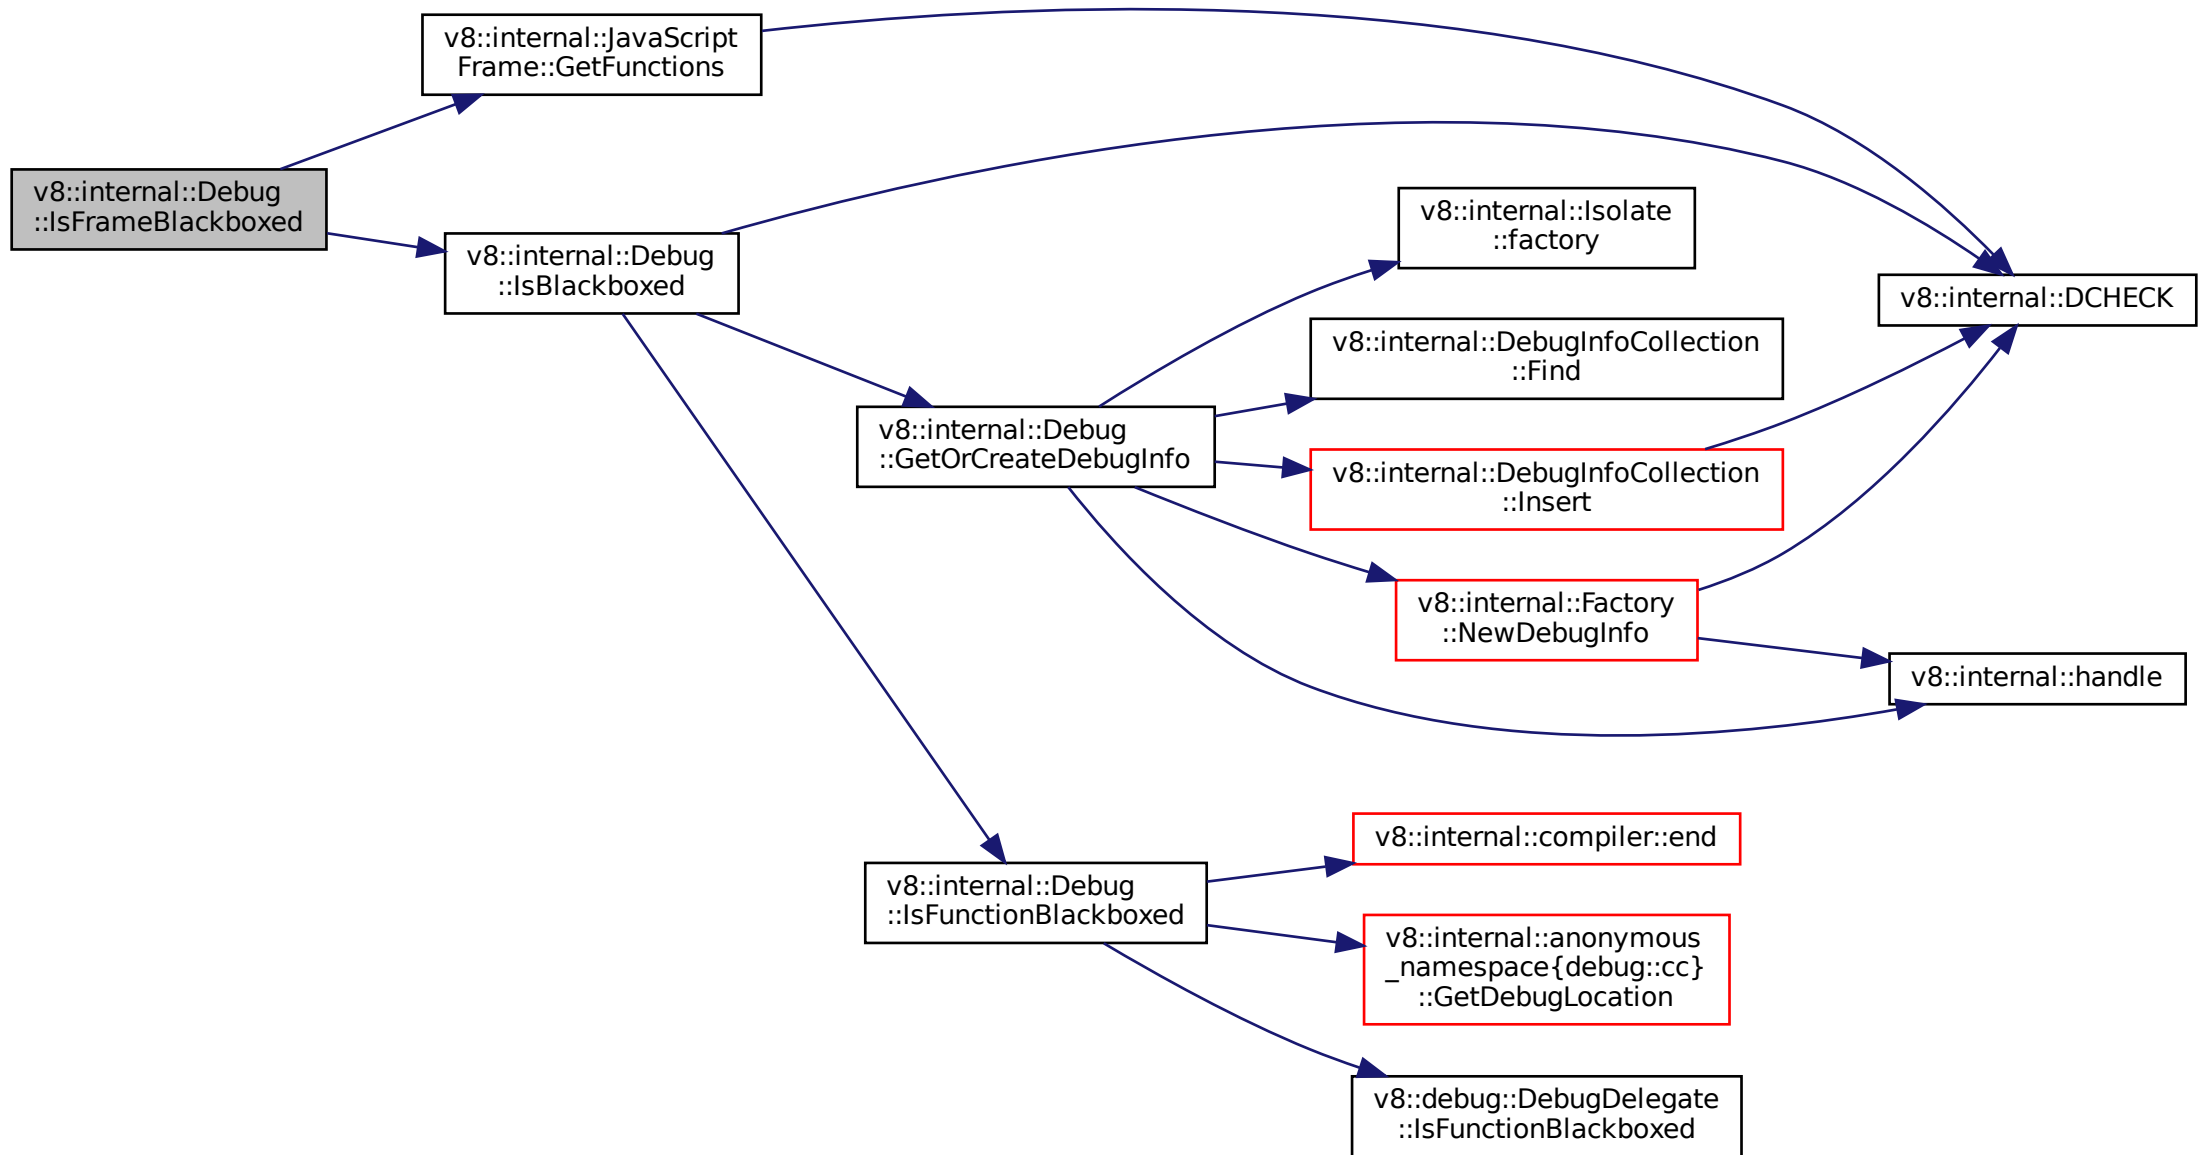 v8::internal::JavaScript
Frame::GetFunctions
v8::internal::Debug
::IsFrameBlackboxed
v8::internal::Debug
::IsBlackboxed
v8::internal::Isolate
::factory
v8::internal::DCHECK
v8::internal::DebugInfoCollection
::Find
v8::internal::Debug
::GetOrCreateDebugInfo
v8::internal::DebugInfoCollection
::Insert
v8::internal::Factory
::NewDebugInfo
v8::internal::handle
v8::internal::compiler::end
v8::internal::Debug
::IsFunctionBlackboxed
v8::internal::anonymous
_namespace{debug::cc}
::GetDebugLocation
v8::debug::DebugDelegate
::IsFunctionBlackboxed